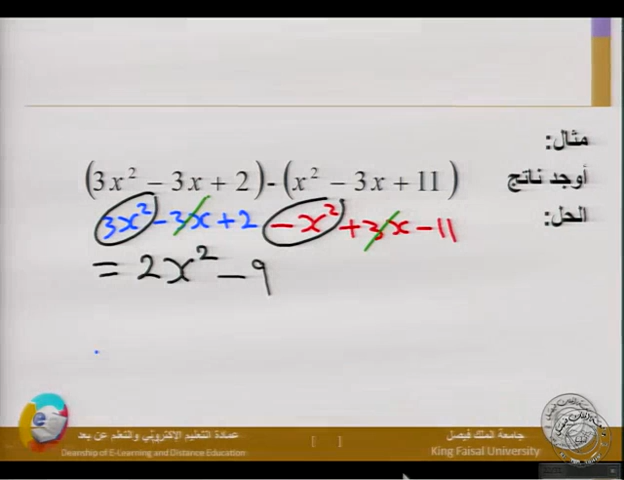 مثال:
أوجد ناتج (3x² − 3x + 2) - (x² − 3x + 11)
الحل:
3x² − 3x + 2 − x² + 3x − 11
= 2x² − 9
جامعة الملك فيصل [ ] عمادة التعليم الإلكتروني والتعلم عن بعد
King Faisal University Deanship of E-Learning and Distance Education
e